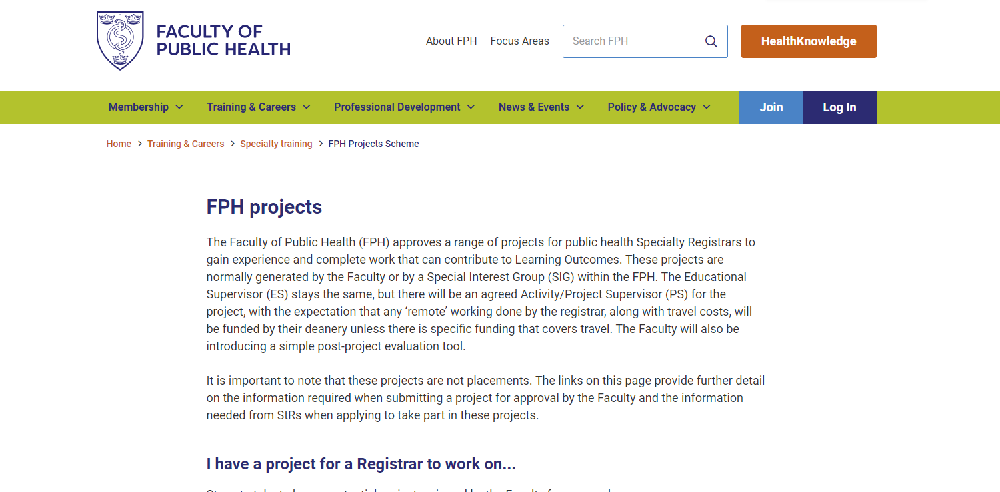 FACULTY OF
PUBLIC HEALTH
About FPH
Focus Areas
Search FPH
HealthKnowledge
Membership
Training & Careers
Professional Development
News & Events
Policy & Advocacy
Join
Log In
Home > Training & Careers > Specialty training > FPH Projects Scheme
FPH projects
The Faculty of Public Health (FPH) approves a range of projects for public health Specialty Registrars to
gain experience and complete work that can contribute to Learning Outcomes. These projects are
normally generated by the Faculty or by a Special Interest Group (SIG) within the FPH. The Educational
Supervisor (ES) stays the same, but there will be an agreed Activity/Project Supervisor (PS) for the
project, with the expectation that any ‘remote’ working done by the registrar, along with travel costs, will
be funded by their deanery unless there is specific funding that covers travel. The Faculty will also be
introducing a simple post-project evaluation tool.
It is important to note that these projects are not placements. The links on this page provide further detail
on the information required when submitting a project for approval by the Faculty and the information
needed from StRs when applying to take part in these projects.
I have a project for a Registrar to work on...